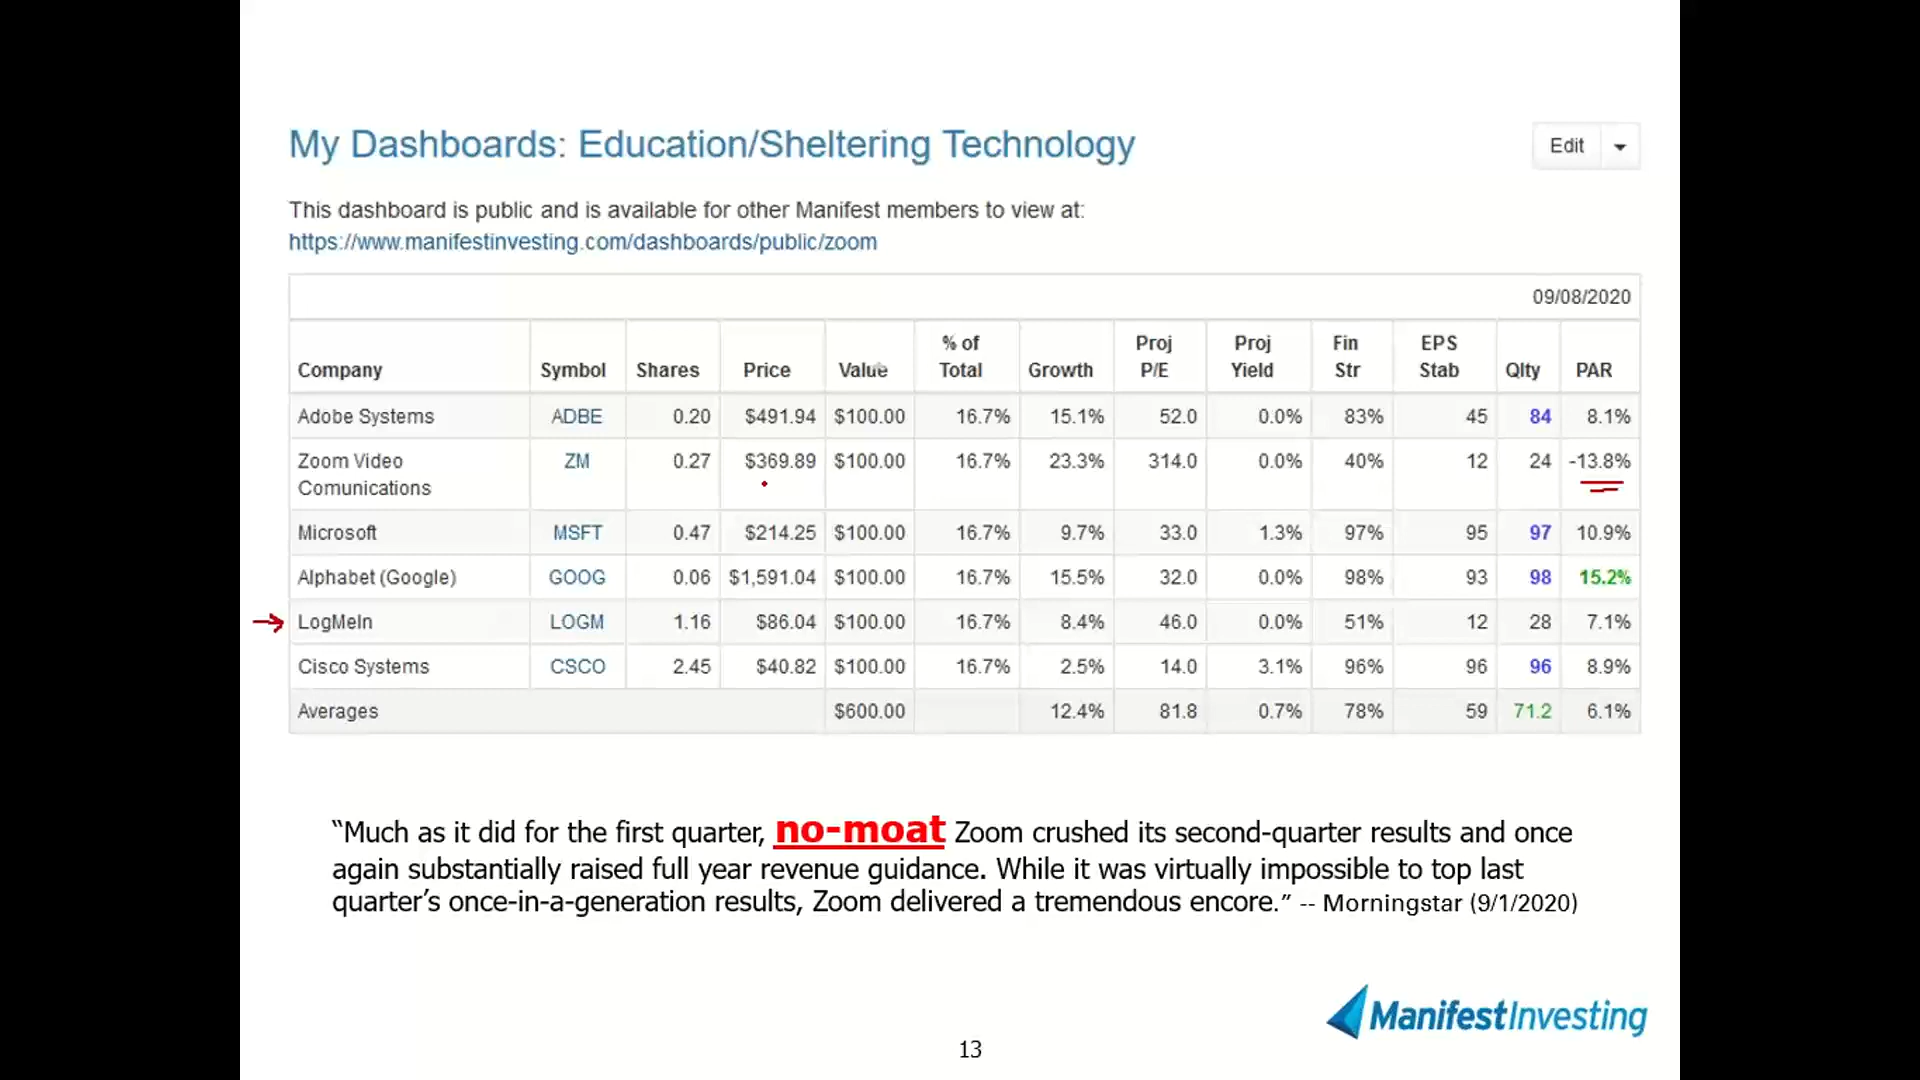 My Dashboards: Education/Sheltering Technology
Edit
This dashboard is public and is available for other Manifest members to view at:
https://www.manifestinvesting.com/dashboards/public/zoom
09/08/2020
Company Symbol Shares Price Value % of Total Growth Proj P/E Proj Yield Fin Str EPS Stab Qlty PAR
Adobe Systems ADBE 0.20 $491.94 $100.00 16.7% 15.1% 52.0 0.0% 83% 45 84 8.1%
Zoom Video Comunications ZM 0.27 $369.89 $100.00 16.7% 23.3% 314.0 0.0% 40% 12 24 -13.8%
Microsoft MSFT 0.47 $214.25 $100.00 16.7% 9.7% 33.0 1.3% 97% 95 97 10.9%
Alphabet (Google) GOOG 0.06 $1,591.04 $100.00 16.7% 15.5% 32.0 0.0% 98% 93 98 15.2%
LogMeIn LOGM 1.16 $86.04 $100.00 16.7% 8.4% 46.0 0.0% 51% 12 28 7.1%
Cisco Systems CSCO 2.45 $40.82 $100.00 16.7% 2.5% 14.0 3.1% 96% 96 96 8.9%
Averages $600.00 12.4% 81.8 0.7% 78% 59 71.2 6.1%
“Much as it did for the first quarter, no-moat Zoom crushed its second-quarter results and once
again substantially raised full year revenue guidance. While it was virtually impossible to top last
quarter’s once-in-a-generation results, Zoom delivered a tremendous encore.” -- Morningstar (9/1/2020)
ManifestInvesting
13